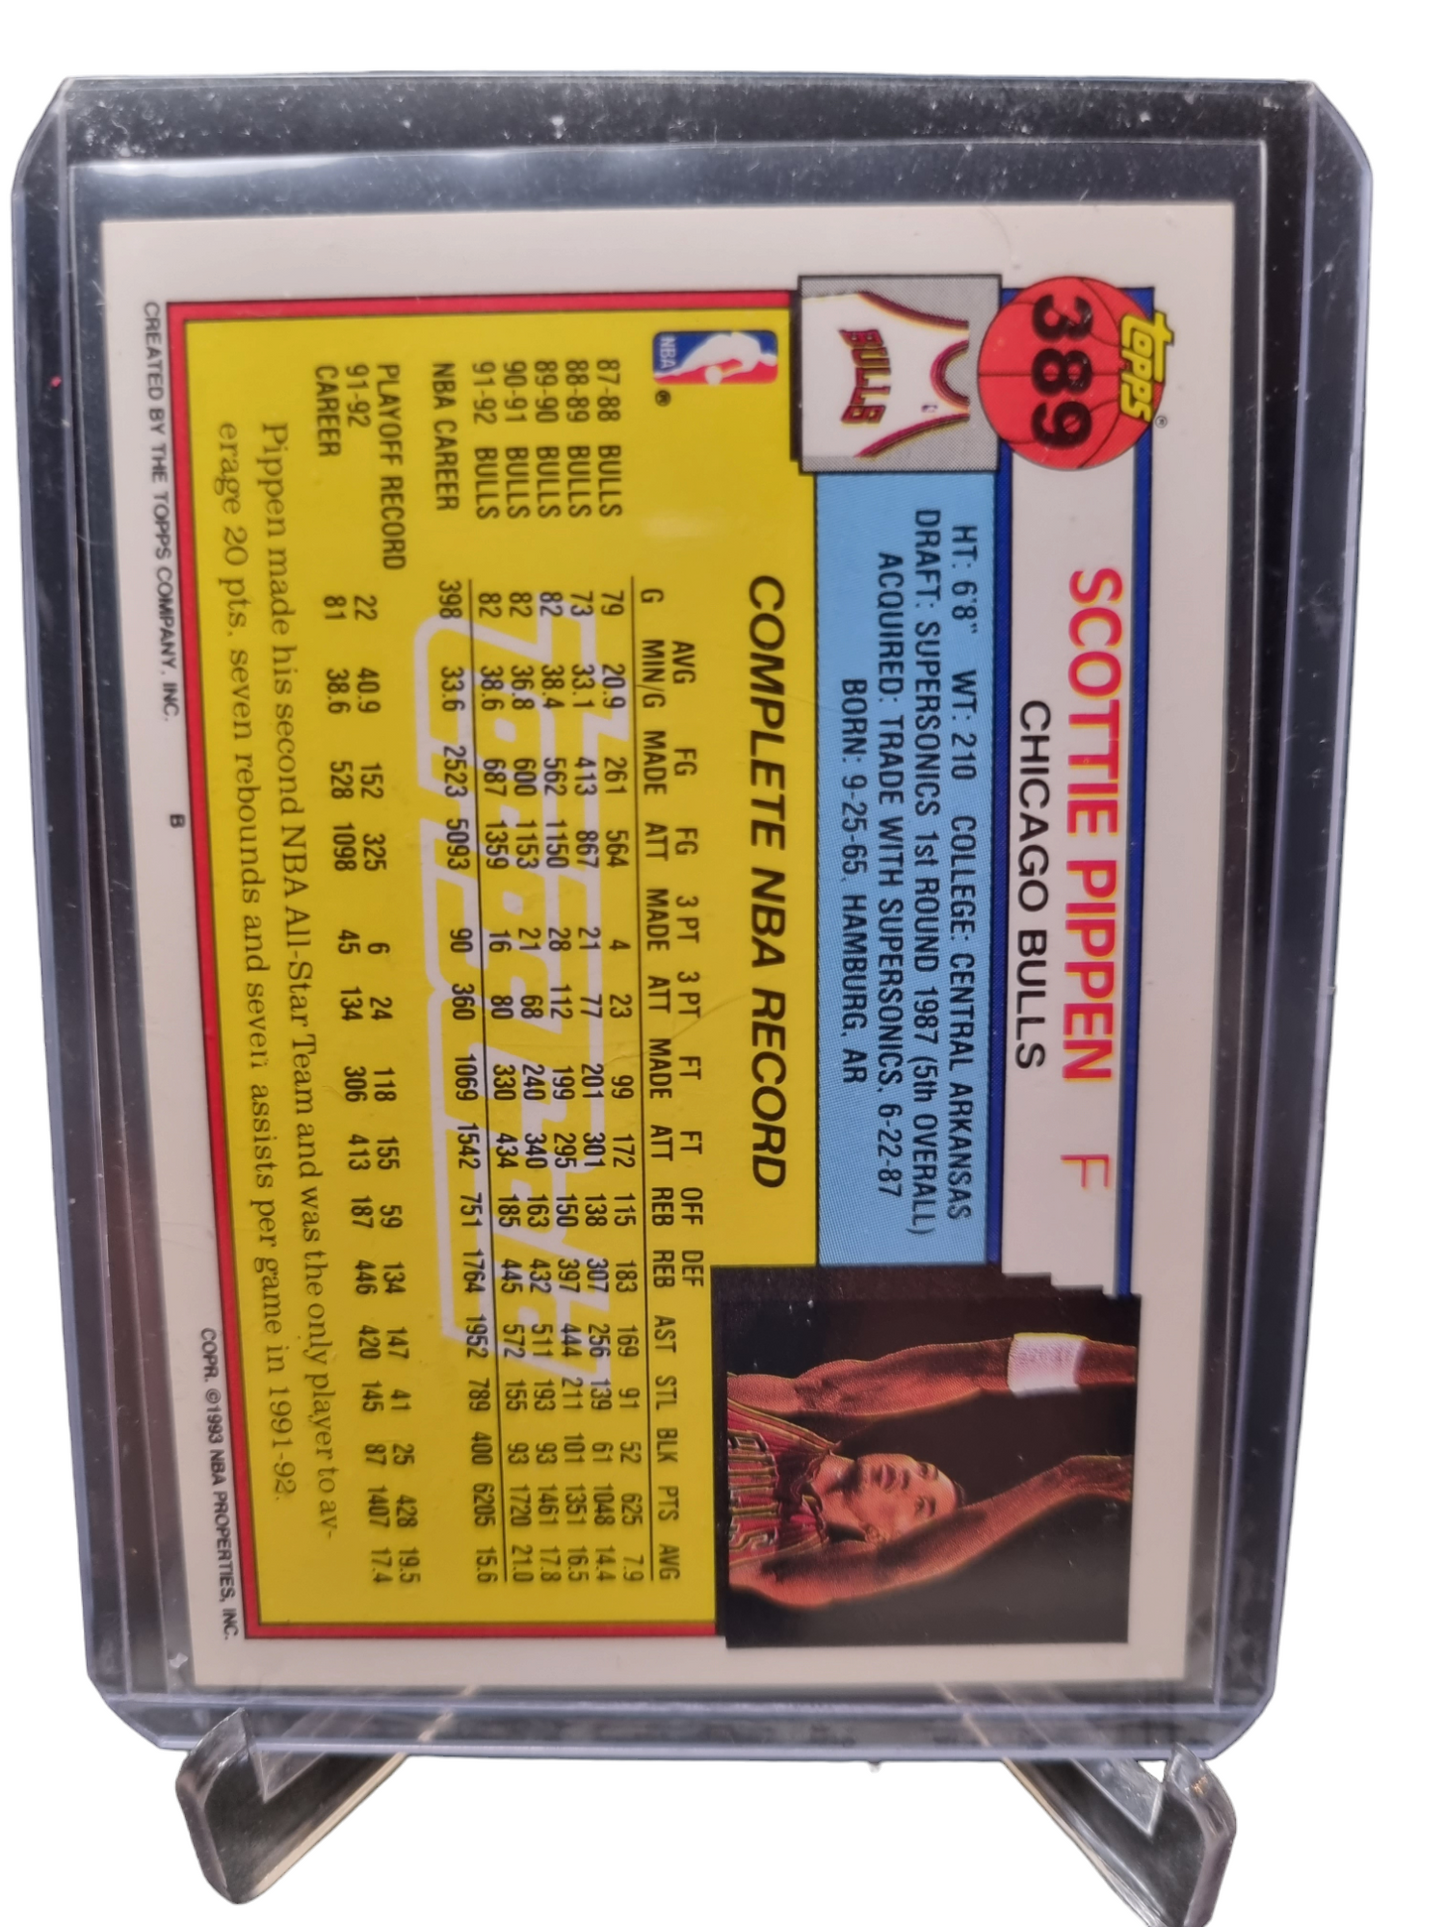 topps®
389
SCOTTIE PIPPEN F
CHICAGO BULLS
BULLS
HT: 6'8" WT: 210 COLLEGE: CENTRAL ARKANSAS
DRAFT: SUPERSONICS 1st ROUND 1987 (5th OVERALL)
ACQUIRED: TRADE WITH SUPERSONICS, 6-22-87
BORN: 9-25-65, HAMBURG, AR
NBA ®
COMPLETE NBA RECORD
AVG FG FG 3 PT 3 PT FT FT OFF DEF
G MIN/G MADE ATT MADE ATT MADE ATT REB REB AST STL BLK PTS AVG
87-88 BULLS 79 20.9 261 564 4 23 99 172 115 183 169 91 52 625 7.9
88-89 BULLS 73 33.1 413 867 21 77 201 301 138 307 256 139 61 1048 14.4
89-90 BULLS 82 38.4 562 1150 28 112 199 295 150 397 444 211 101 1351 16.5
90-91 BULLS 82 36.8 600 1153 21 68 240 340 163 432 511 193 93 1461 17.8
91-92 BULLS 82 38.6 687 1359 16 80 330 434 185 445 572 155 93 1720 21.0
NBA CAREER 398 33.6 2523 5093 90 360 1069 1542 751 1764 1952 789 400 6205 15.6
PLAYOFF RECORD
91-92 22 40.9 152 325 6 24 118 155 59 134 147 41 25 428 19.5
CAREER 81 38.6 528 1098 45 134 306 413 187 446 420 145 87 1407 17.4
Pippen made his second NBA All-Star Team and was the only player to av-
erage 20 pts. seven rebounds and seven assists per game in 1991-92.
CREATED BY THE TOPPS COMPANY, INC. B COPR. ©1993 NBA PROPERTIES, INC.